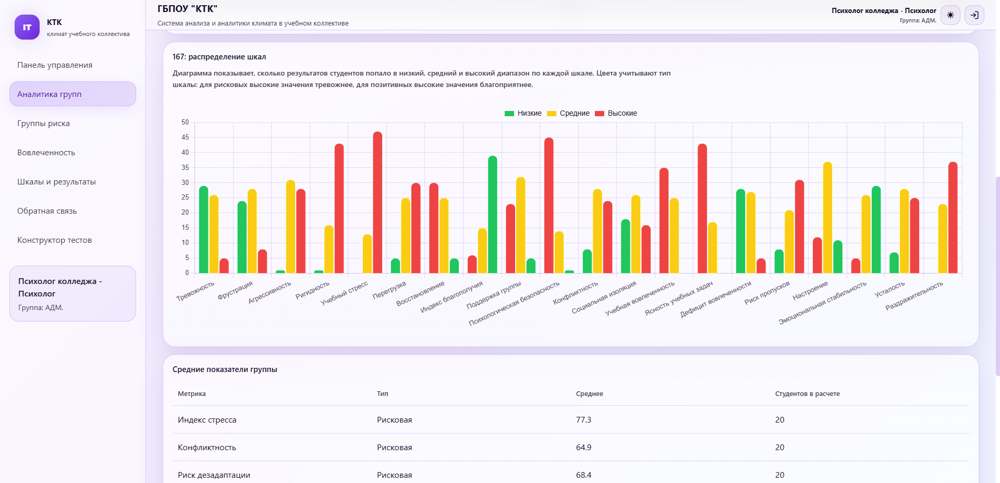 IT
КТК
климат учебного коллектива
Панель управления
Аналитика групп
Группы риска
Вовлеченность
Шкалы и результаты
Обратная связь
Конструктор тестов
Психолог колледжа -
Психолог
Группа: АДМ.
ГБПОУ "КТК"
Система анализа и аналитики климата в учебном коллективе
Психолог колледжа - Психолог
Группа: АДМ.
167: распределение шкал
Диаграмма показывает, сколько результатов студентов попало в низкий, средний и высокий диапазон по каждой шкале. Цвета учитывают тип
шкалы: для рисковых высокие значения тревожнее, для позитивных высокие значения благоприятнее.
Низкие Средние Высокие
50
45
40
35
30
25
20
15
10
5
0
Тревожность
Фрустрация
Агрессивность
Ригидность
Учебный стресс
Перегрузка
Восстановление
Индекс благополучия
Поддержка группы
Психологическая безопасность
Конфликтность
Социальная изоляция
Учебная вовлеченность
Ясность учебных задач
Дефицит вовлеченности
Риск пропусков
Настроение
Эмоциональная стабильность
Усталость
Раздражительность
Средние показатели группы
Метрика Тип Среднее Студентов в расчете
Индекс стресса Рисковая 77.3 20
Конфликтность Рисковая 64.9 20
Риск дезадаптации Рисковая 68.4 20